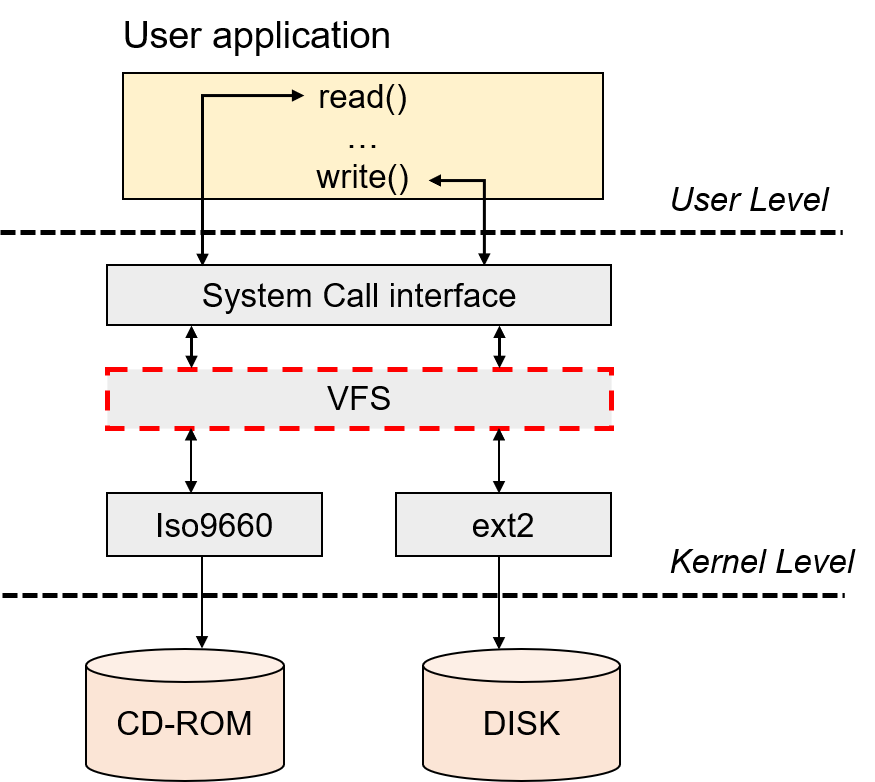 User application
read()
...
write()
User Level
System Call interface
VFS
Iso9660
ext2
Kernel Level
CD-ROM
DISK